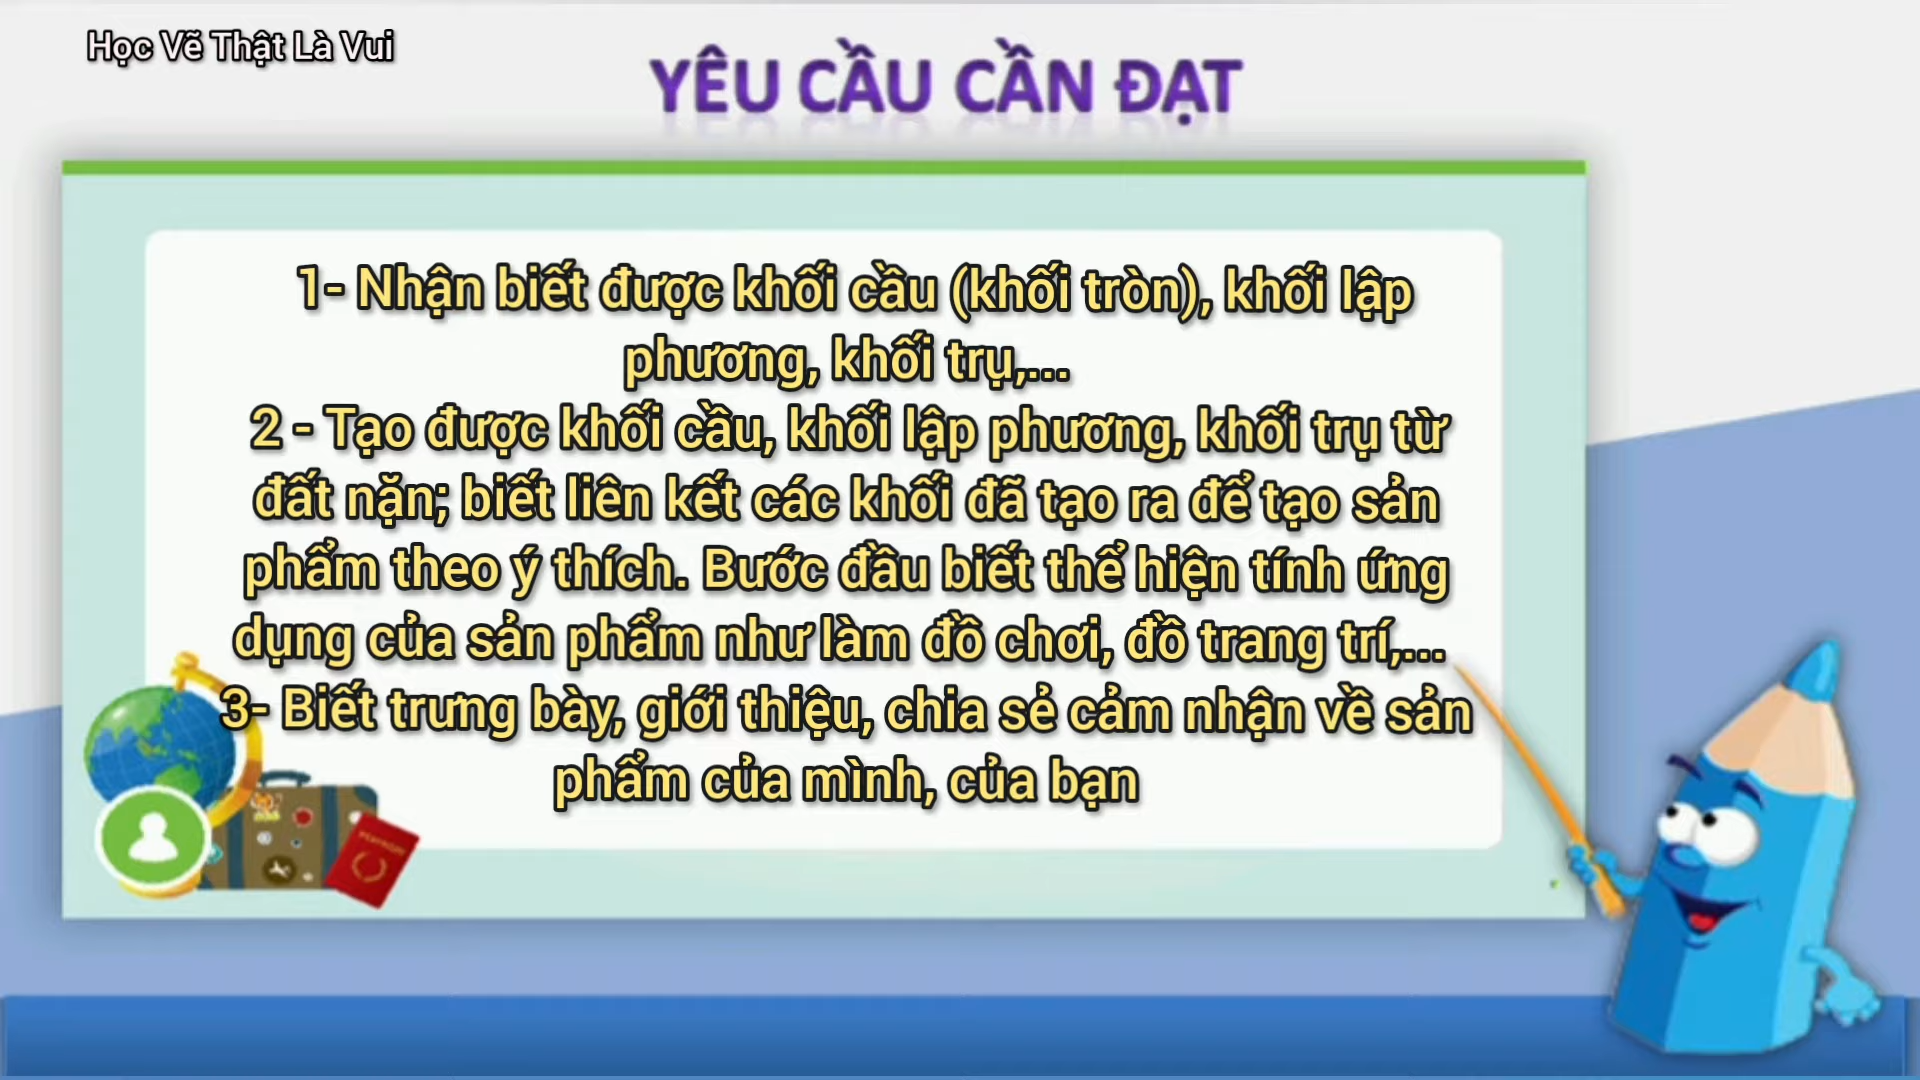 Học Vẽ Thật Là Vui
YÊU CẦU CẦN ĐẠT
1- Nhận biết được khối cầu (khối tròn), khối lập
phương, khối trụ,...
2 - Tạo được khối cầu, khối lập phương, khối trụ từ
đất nặn; biết liên kết các khối đã tạo ra để tạo sản
phẩm theo ý thích. Bước đầu biết thể hiện tính ứng
dụng của sản phẩm như làm đồ chơi, đồ trang trí,...
3- Biết trưng bày, giới thiệu, chia sẻ cảm nhận về sản
phẩm của mình, của bạn